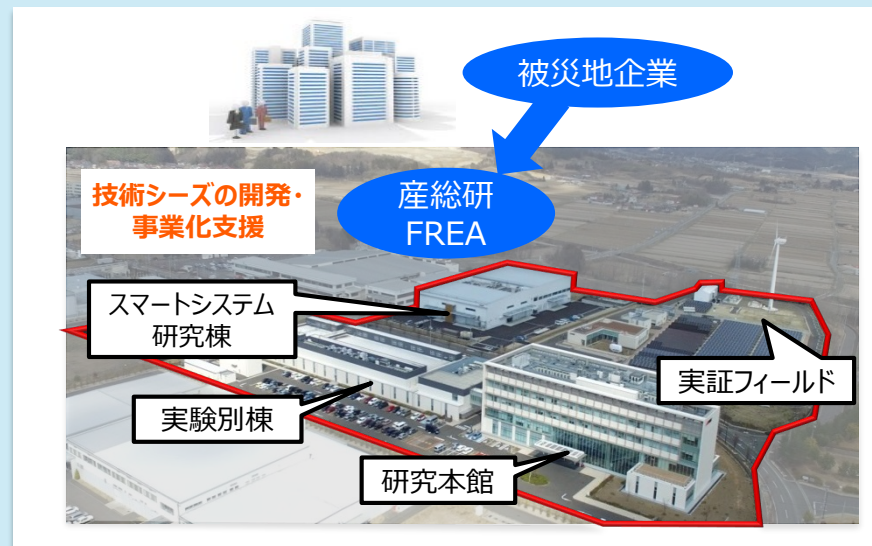 被災地企業
産総研
FREA
技術シーズの開発・
事業化支援
スマートシステム
研究棟
実証フィールド
実験別棟
研究本館